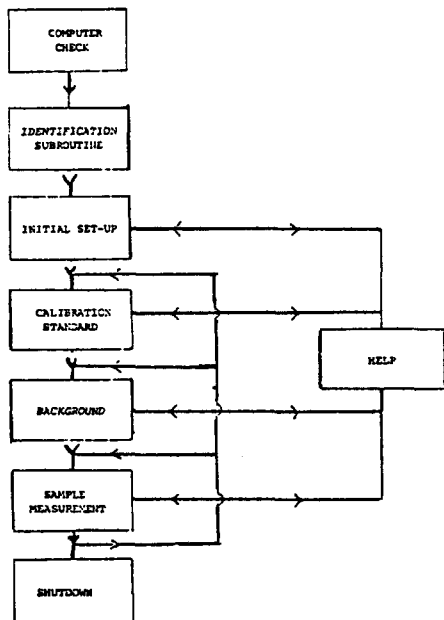 COMPUTER
CHECK
IDENTIFICATION
SUBROUTINE
INITIAL SET-UP
CALIBRATION
STANDARD
HELP
BACKGROUND
SAMPLE
MEASUREMENT
SHUTDOWN